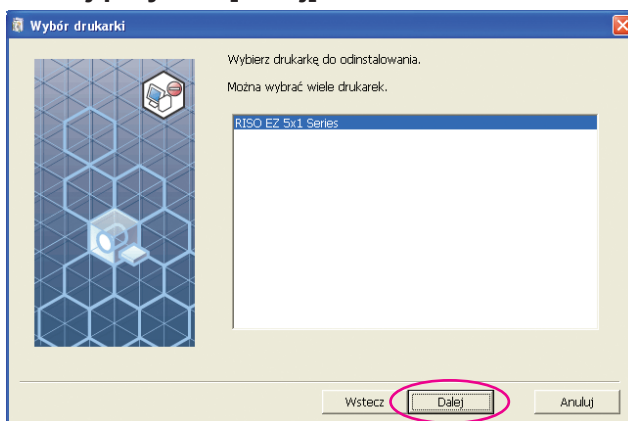 Wybór drukarki
Wybierz drukarkę do odinstalowania.
Można wybrać wiele drukarek.
RISO EZ 5x1 Series
Wstecz Dalej Anuluj